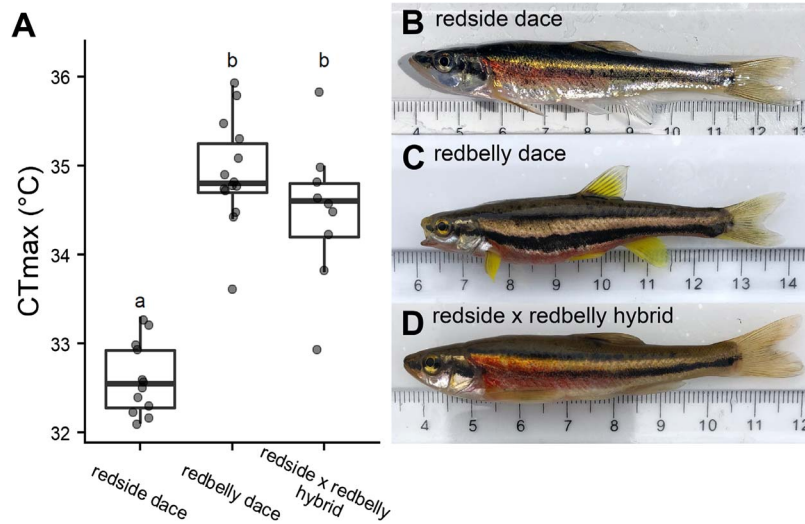 A
CTmax (°C)
36
35
34
33
32
a
b
b
redside dace
redbelly dace
redside x redbelly
hybrid
B redside dace
4 5 6 7 8 9 10 11 12 13
C redbelly dace
6 7 8 9 10 11 12 13 14
D redside x redbelly hybrid
4 5 6 7 8 9 10 11 12